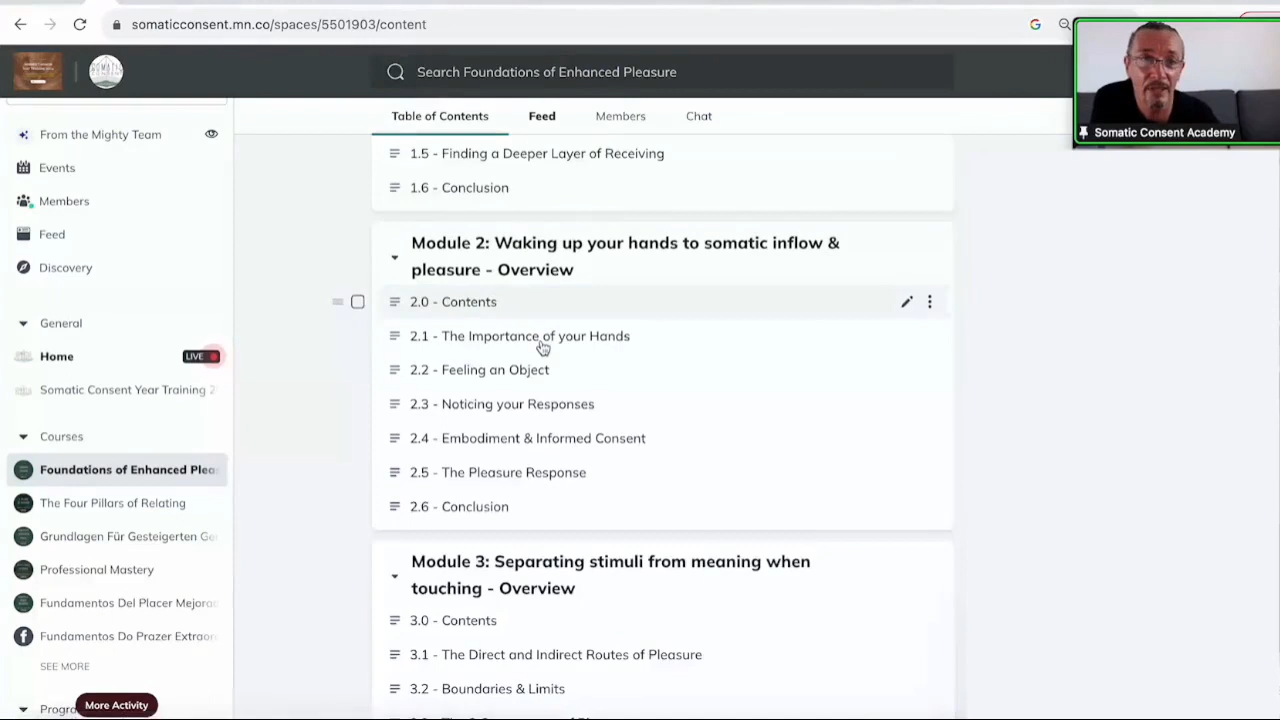 somaticconsent.mn.co/spaces/5501903/content
Search Foundations of Enhanced Pleasure
Somatic Consent Academy
Table of Contents
Feed
Members
Chat
From the Mighty Team
Events
Members
Feed
Discovery
General
Home
LIVE
Somatic Consent Year Training 2
Courses
Foundations of Enhanced Plea
The Four Pillars of Relating
Grundlagen Für Gesteigerten Ge
Professional Mastery
Fundamentos Del Placer Mejora
Fundamentos Do Prazer Extraor
SEE MORE
More Activity
1.5 - Finding a Deeper Layer of Receiving
1.6 - Conclusion
Module 2: Waking up your hands to somatic inflow &
pleasure - Overview
2.0 - Contents
2.1 - The Importance of your Hands
2.2 - Feeling an Object
2.3 - Noticing your Responses
2.4 - Embodiment & Informed Consent
2.5 - The Pleasure Response
2.6 - Conclusion
Module 3: Separating stimuli from meaning when
touching - Overview
3.0 - Contents
3.1 - The Direct and Indirect Routes of Pleasure
3.2 - Boundaries & Limits